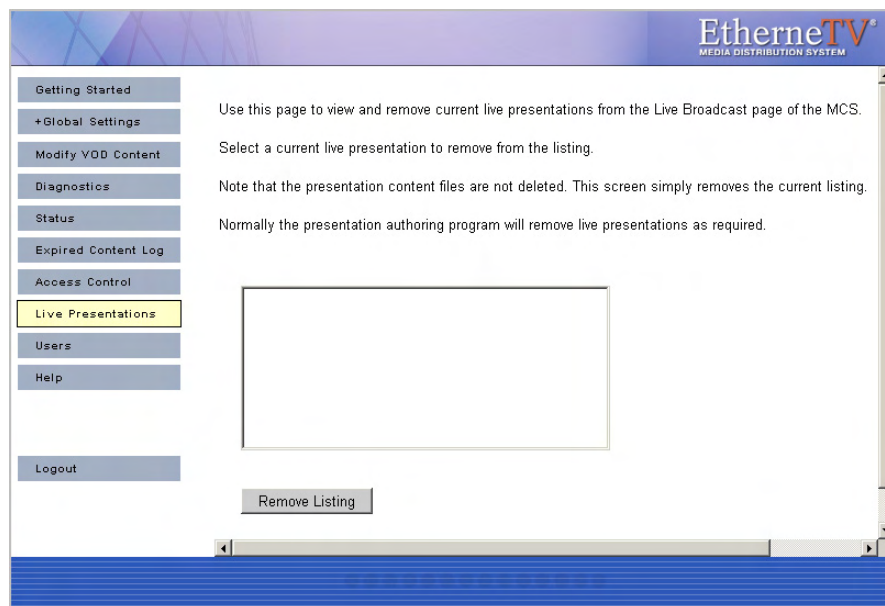 EtherneTV®
MEDIA DISTRIBUTION SYSTEM
Getting Started
+Global Settings
Modify VOD Content
Diagnostics
Status
Expired Content Log
Access Control
Live Presentations
Users
Help
Logout
Use this page to view and remove current live presentations from the Live Broadcast page of the MCS.
Select a current live presentation to remove from the listing.
Note that the presentation content files are not deleted. This screen simply removes the current listing.
Normally the presentation authoring program will remove live presentations as required.
Remove Listing